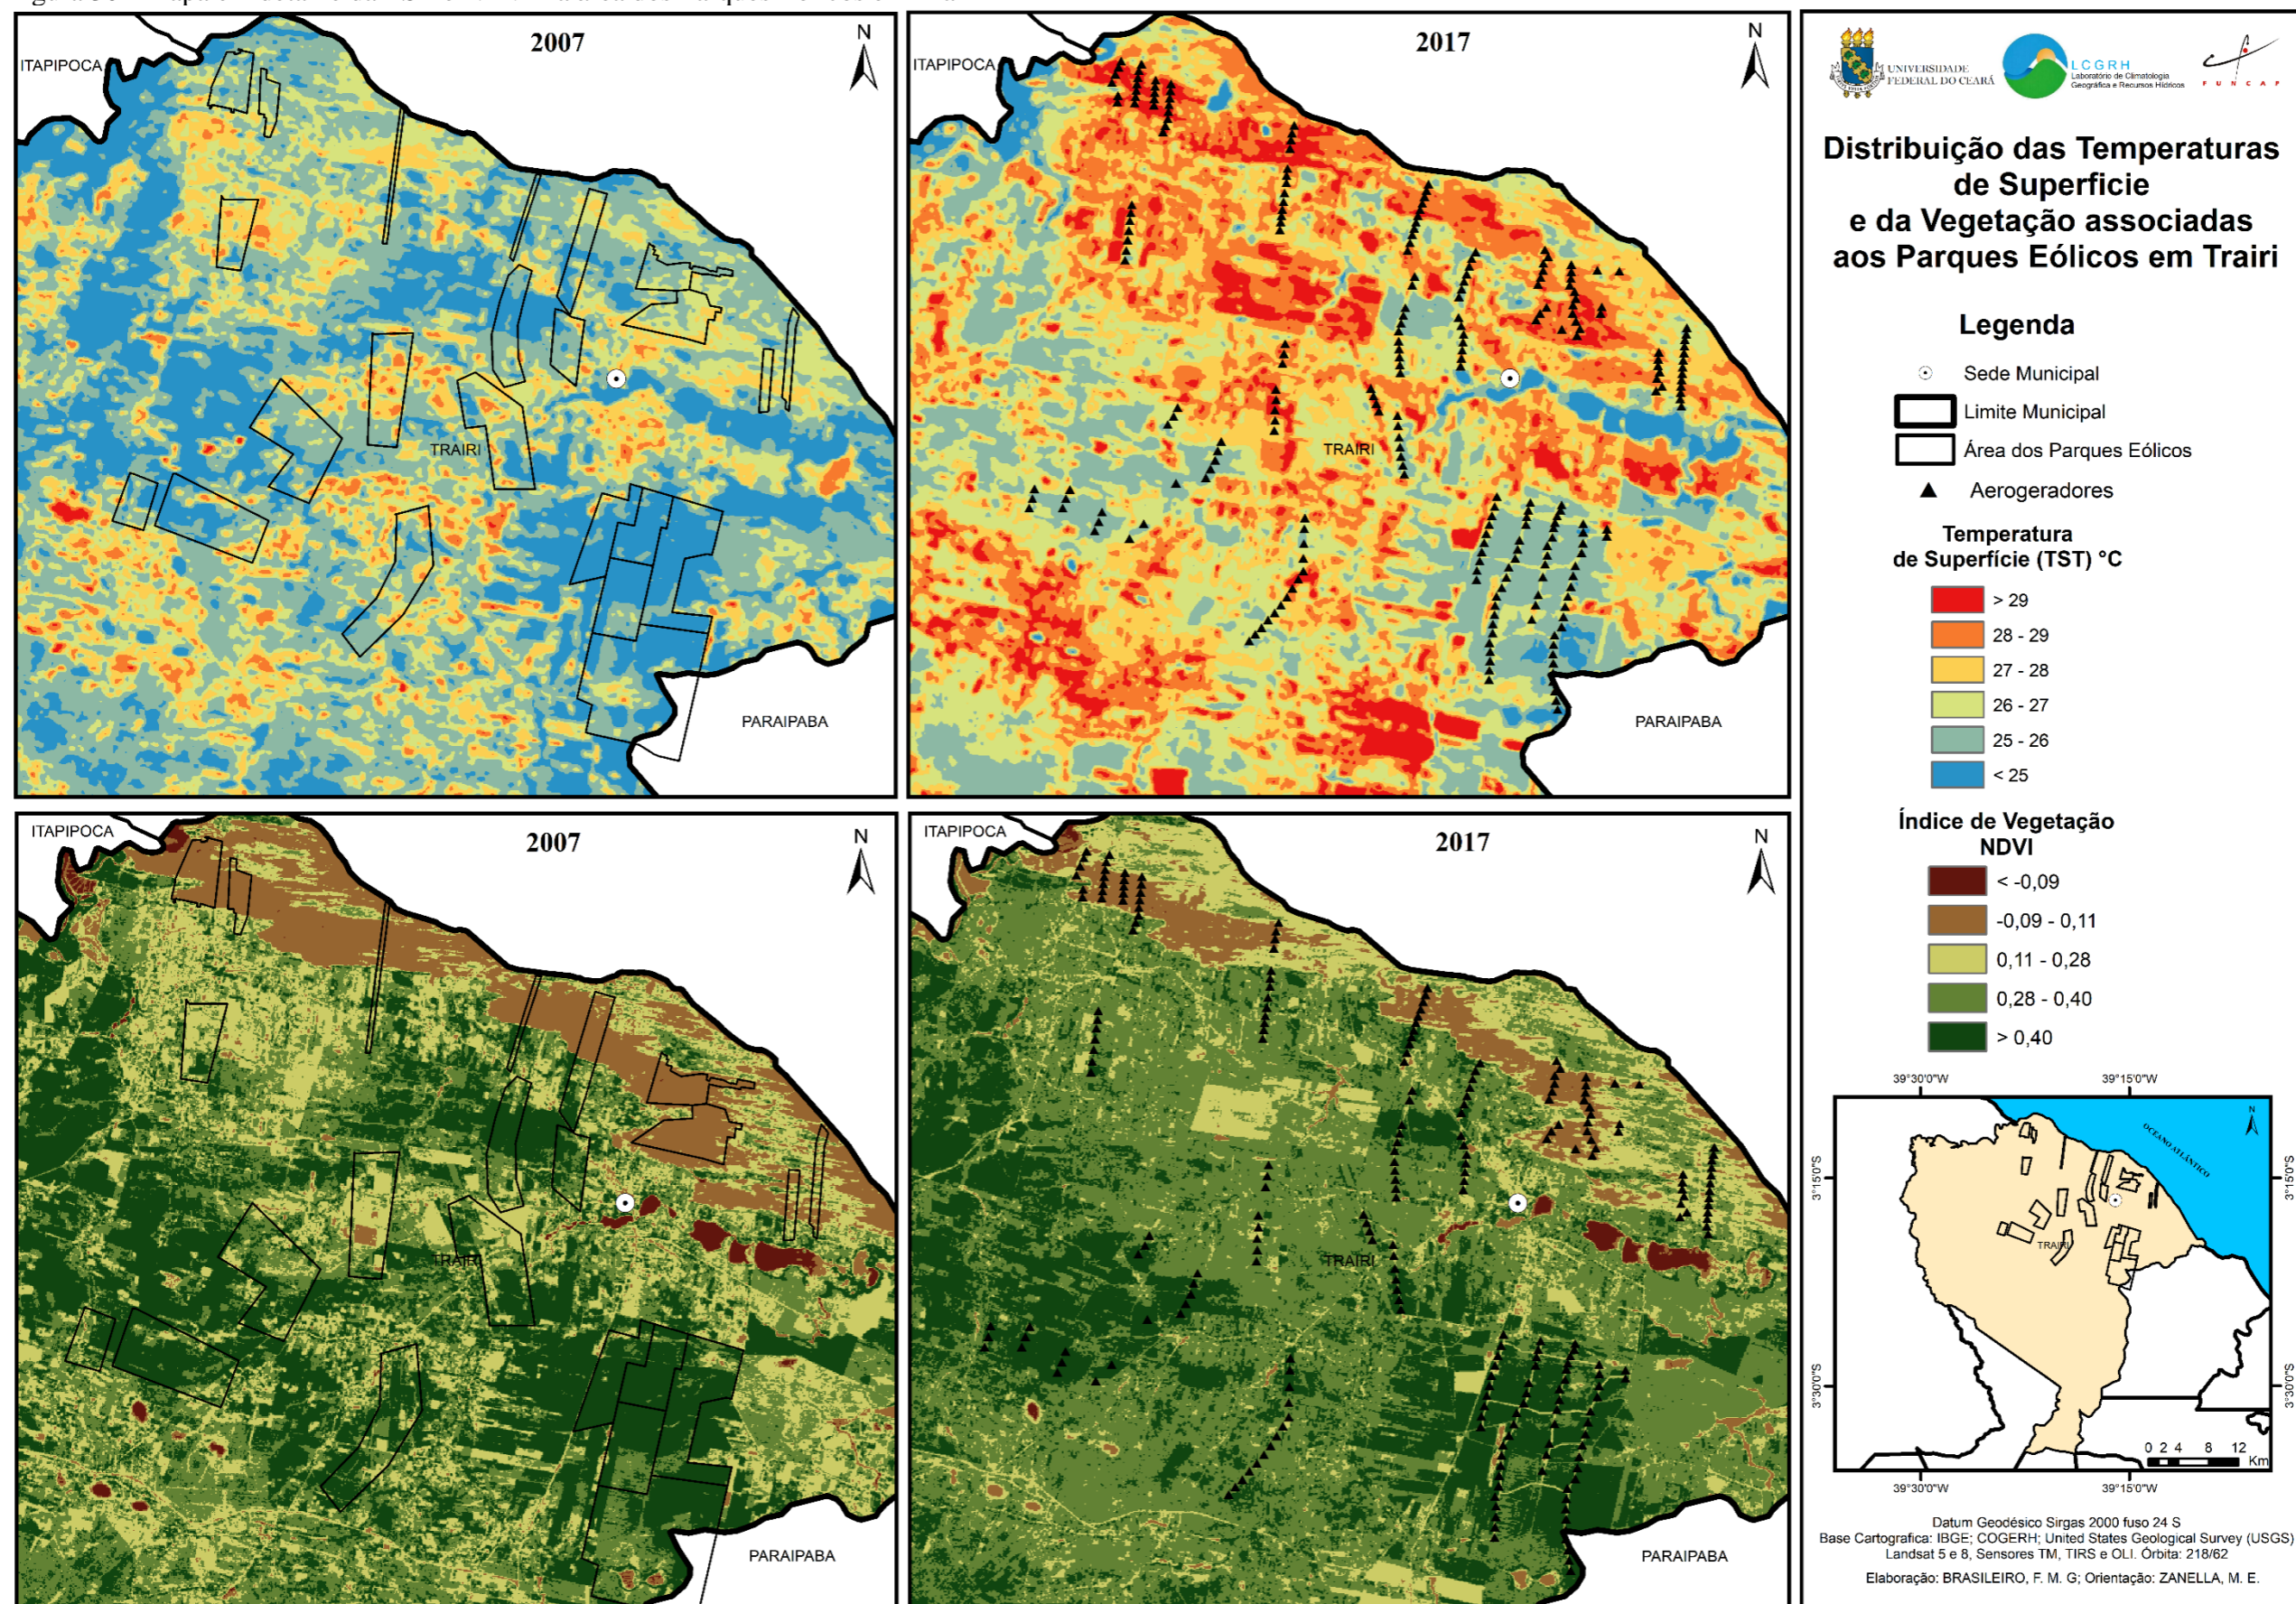 2007
N
ITAPIPOCA
TRAIRI
PARAIPABA
2017
N
ITAPIPOCA
TRAIRI
PARAIPABA
2007
N
ITAPIPOCA
TRAIRI
PARAIPABA
2017
N
ITAPIPOCA
TRAIRI
PARAIPABA
UNIVERSIDADE
FEDERAL DO CEARÁ
LCGRH
Laboratório de Climatologia
Geográfica e Recursos Hídricos
FUNCAP
Distribuição das Temperaturas
de Superficie
e da Vegetação associadas
aos Parques Eólicos em Trairi
Legenda
Sede Municipal
Limite Municipal
Área dos Parques Eólicos
Aerogeradores
Temperatura
de Superfície (TST) °C
> 29
28 - 29
27 - 28
26 - 27
25 - 26
< 25
Índice de Vegetação
NDVI
< -0,09
-0,09 - 0,11
0,11 - 0,28
0,28 - 0,40
> 0,40
39°30'0"W
39°15'0"W
N
OCEANO ATLÂNTICO
3°15'0"S
3°15'0"S
TRAIRI
3°30'0"S
3°30'0"S
0 2 4 8 12
Km
39°30'0"W
39°15'0"W
Datum Geodésico Sirgas 2000 fuso 24 S
Base Cartografica: IBGE; COGERH; United States Geological Survey (USGS)
Landsat 5 e 8, Sensores TM, TIRS e OLI. Órbita: 218/62
Elaboração: BRASILEIRO, F. M. G; Orientação: ZANELLA, M. E.